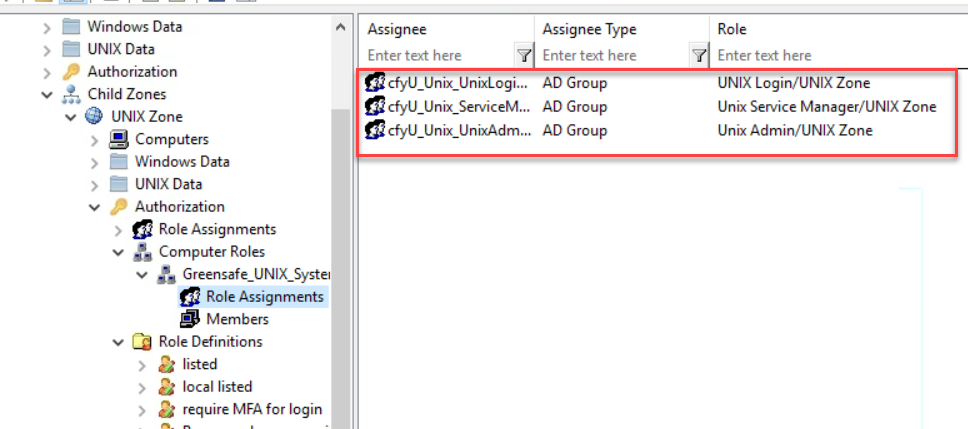 Windows Data
UNIX Data
Authorization
Child Zones
UNIX Zone
Computers
Windows Data
UNIX Data
Authorization
Role Assignments
Computer Roles
Greensafe_UNIX_Syster
Role Assignments
Members
Role Definitions
listed
local listed
require MFA for login
Assignee Assignee Type Role
Enter text here Enter text here Enter text here
cfyU_Unix_UnixLogi... AD Group UNIX Login/UNIX Zone
cfyU_Unix_ServiceM... AD Group Unix Service Manager/UNIX Zone
cfyU_Unix_UnixAdm... AD Group Unix Admin/UNIX Zone